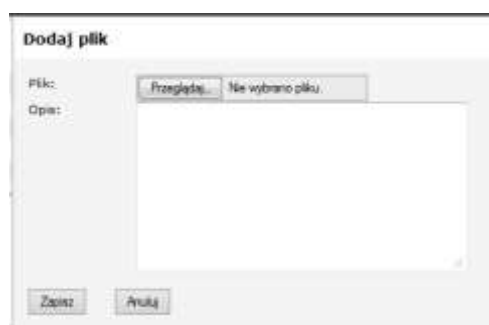 Dodaj plik
Plik: Przeglądaj... Nie wybrano pliku.
Opis:
Zapisz Anuluj